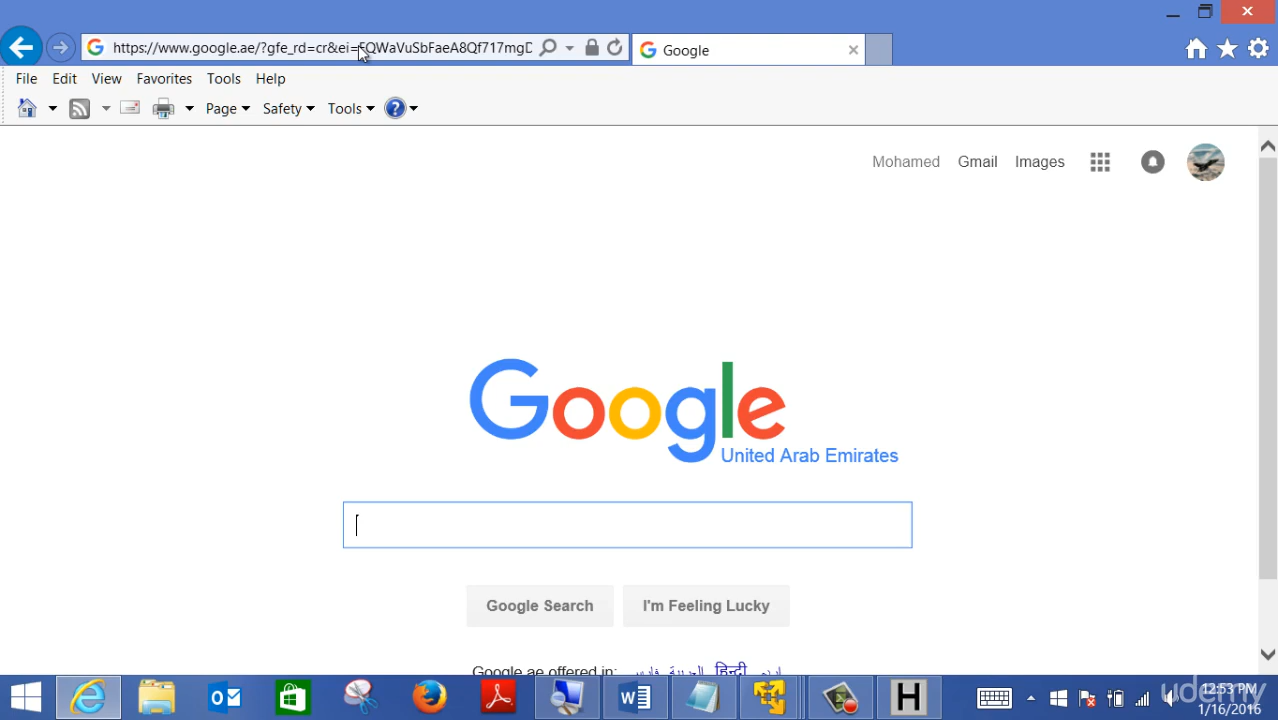 https://www.google.ae/?gfe_rd=cr&ei=
Google
File Edit View Favorites Tools Help
Page Safety Tools
Mohamed Gmail Images
Google
United Arab Emirates
Google Search I'm Feeling Lucky
Google ae offered in: हिन्दी
12:53 PM
1/16/2016
udemy